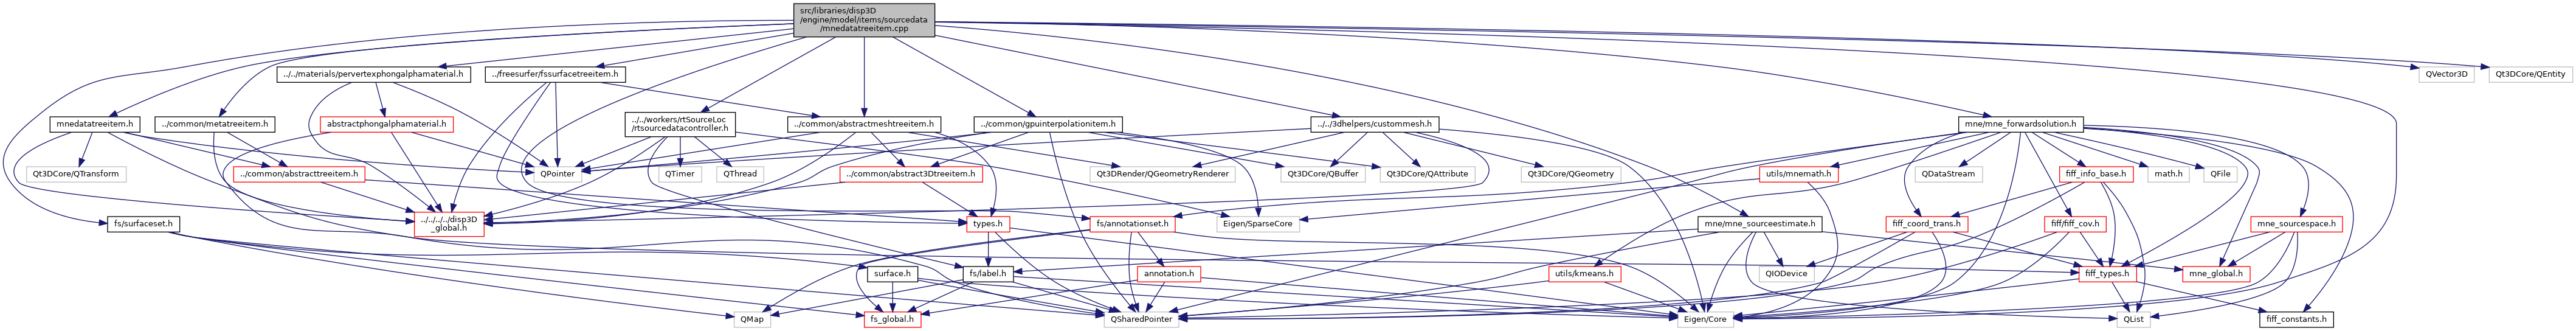 src/libraries/disp3D
/engine/model/items/sourcedata
/mnedatatreeitem.cpp
../../materials/pervertexphongalphamaterial.h
../freesurfer/fssurfacetreeitem.h
QVector3D
Qt3DCore/QEntity
mnedatatreeitem.h
../common/metatreeitem.h
abstractphongalphamaterial.h
../../workers/rtSourceLoc
/rtsourcedatacontroller.h
../common/abstractmeshtreeitem.h
../common/gpuinterpolationitem.h
../../3dhelpers/custommesh.h
mne/mne_forwardsolution.h
Qt3DCore/QTransform
../common/abstracttreeitem.h
QPointer
QTimer
QThread
../common/abstract3Dtreeitem.h
Qt3DRender/QGeometryRenderer
Qt3DCore/QBuffer
Qt3DCore/QAttribute
Qt3DCore/QGeometry
utils/mnemath.h
QDataStream
fiff_info_base.h
math.h
QFile
fs/surfaceset.h
../../../../disp3D
_global.h
types.h
fs/annotationset.h
Eigen/SparseCore
mne/mne_sourceestimate.h
fiff_coord_trans.h
fiff/fiff_cov.h
mne_sourcespace.h
surface.h
fs/label.h
annotation.h
utils/kmeans.h
QIODevice
fiff_types.h
mne_global.h
QMap
fs_global.h
QSharedPointer
Eigen/Core
QList
fiff_constants.h